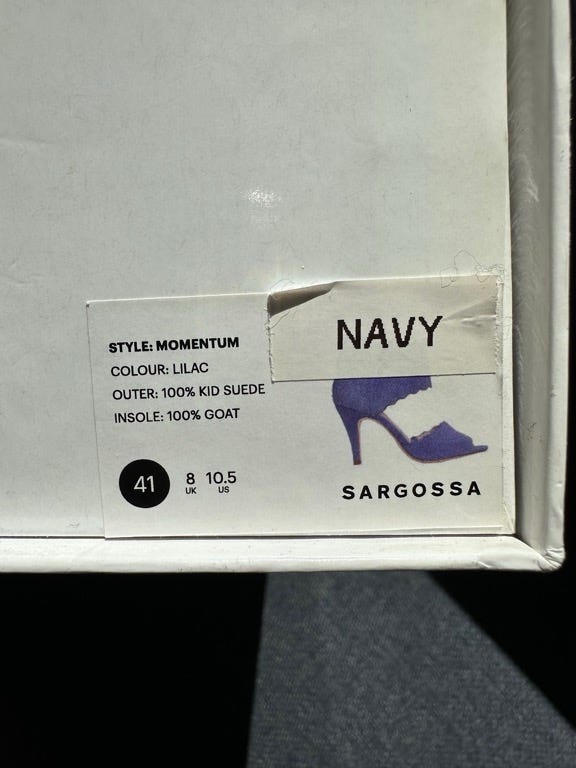 STYLE: MOMENTUM
COLOUR: LILAC
OUTER: 100% KID SUEDE
INSOLE: 100% GOAT
NAVY
41 8 10.5
UK US
SARGOSSA